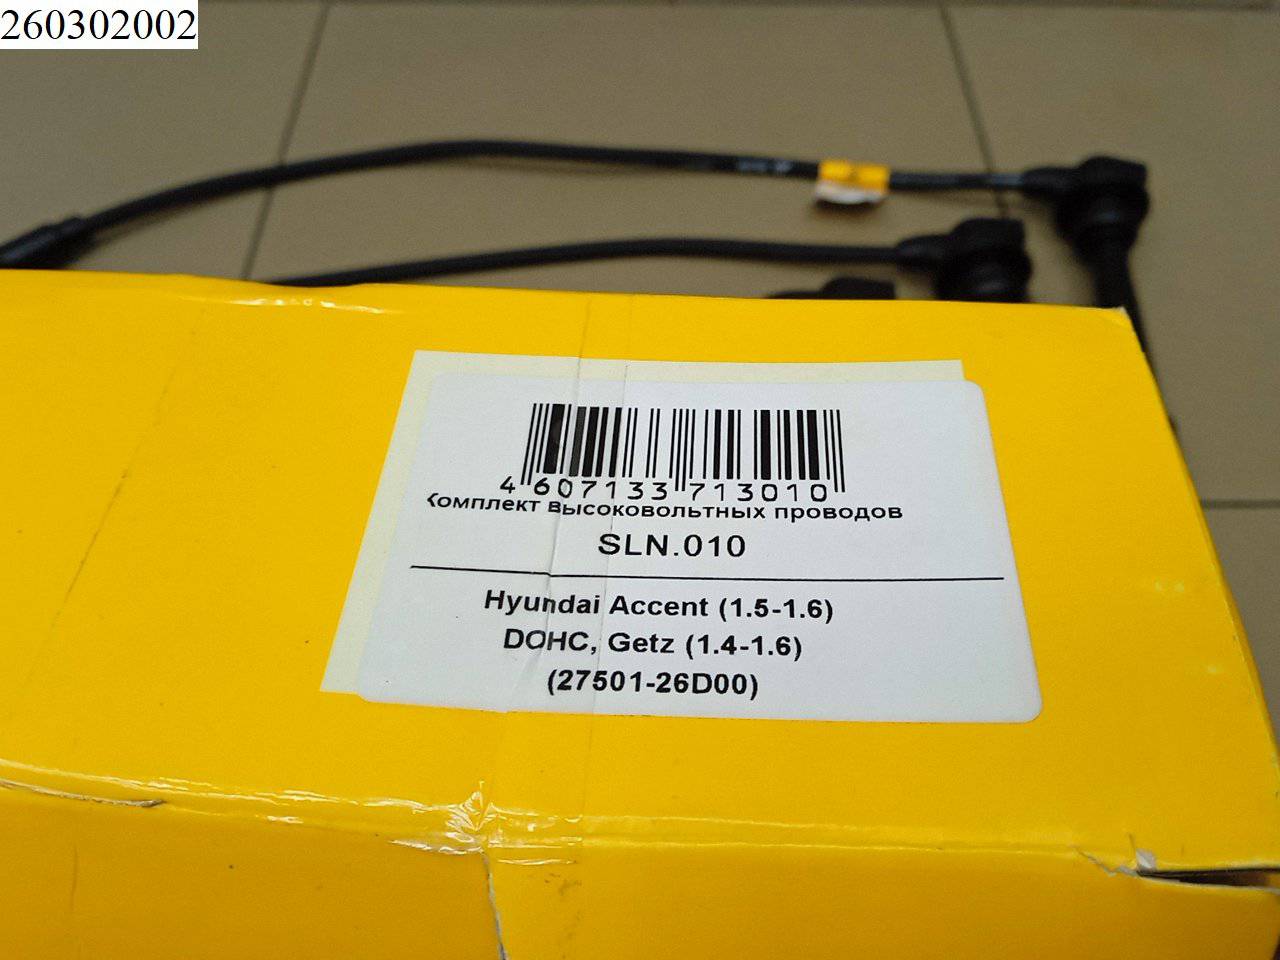 260302002
4 607133 713010
Комплект высоковольтных проводов
SLN.010
Hyundai Accent (1.5-1.6)
DOHC, Getz (1.4-1.6)
(27501-26D00)